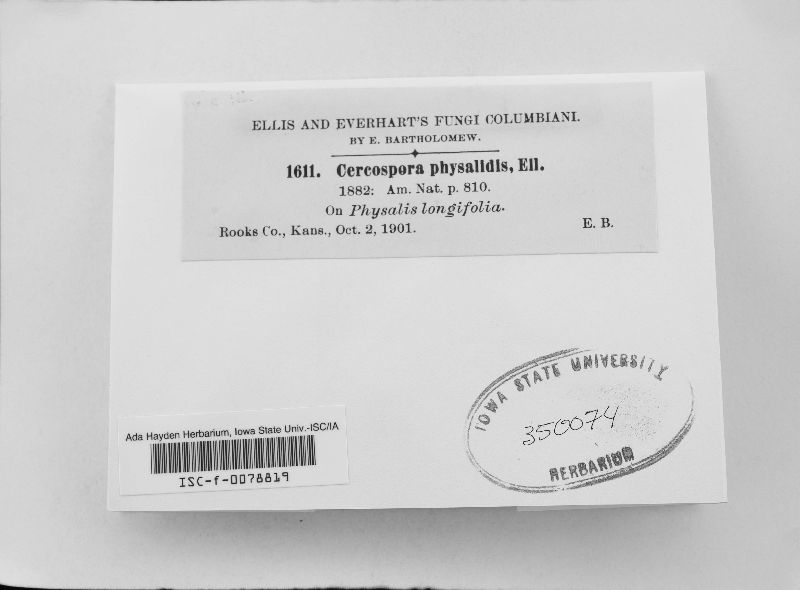 ELLIS AND EVERHART'S FUNGI COLUMBIANI.
BY E. BARTHOLOMEW.
1611. Cercospora physalidis, Ell.
1882: Am. Nat. p. 810.
On Physalis longifolia.
Rooks Co., Kans., Oct. 2, 1901. E. B.
IOWA STATE UNIVERSITY
350074
HERBARIUM
Ada Hayden Herbarium, Iowa State Univ.-ISC/IA
ISC-f-0078819